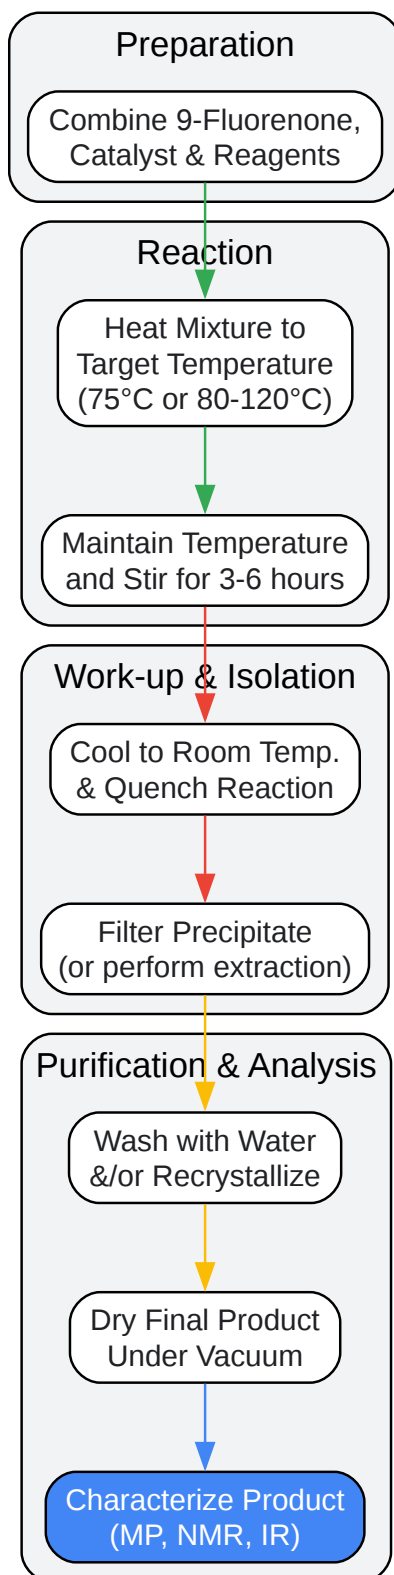 Preparation
Combine 9-Fluorenone,
Catalyst & Reagents
Reaction
Heat Mixture to
Target Temperature
(75°C or 80-120°C)
Maintain Temperature
and Stir for 3-6 hours
Work-up & Isolation
Cool to Room Temp.
& Quench Reaction
Filter Precipitate
(or perform extraction)
Purification & Analysis
Wash with Water
&/or Recrystallize
Dry Final Product
Under Vacuum
Characterize Product
(MP, NMR, IR)